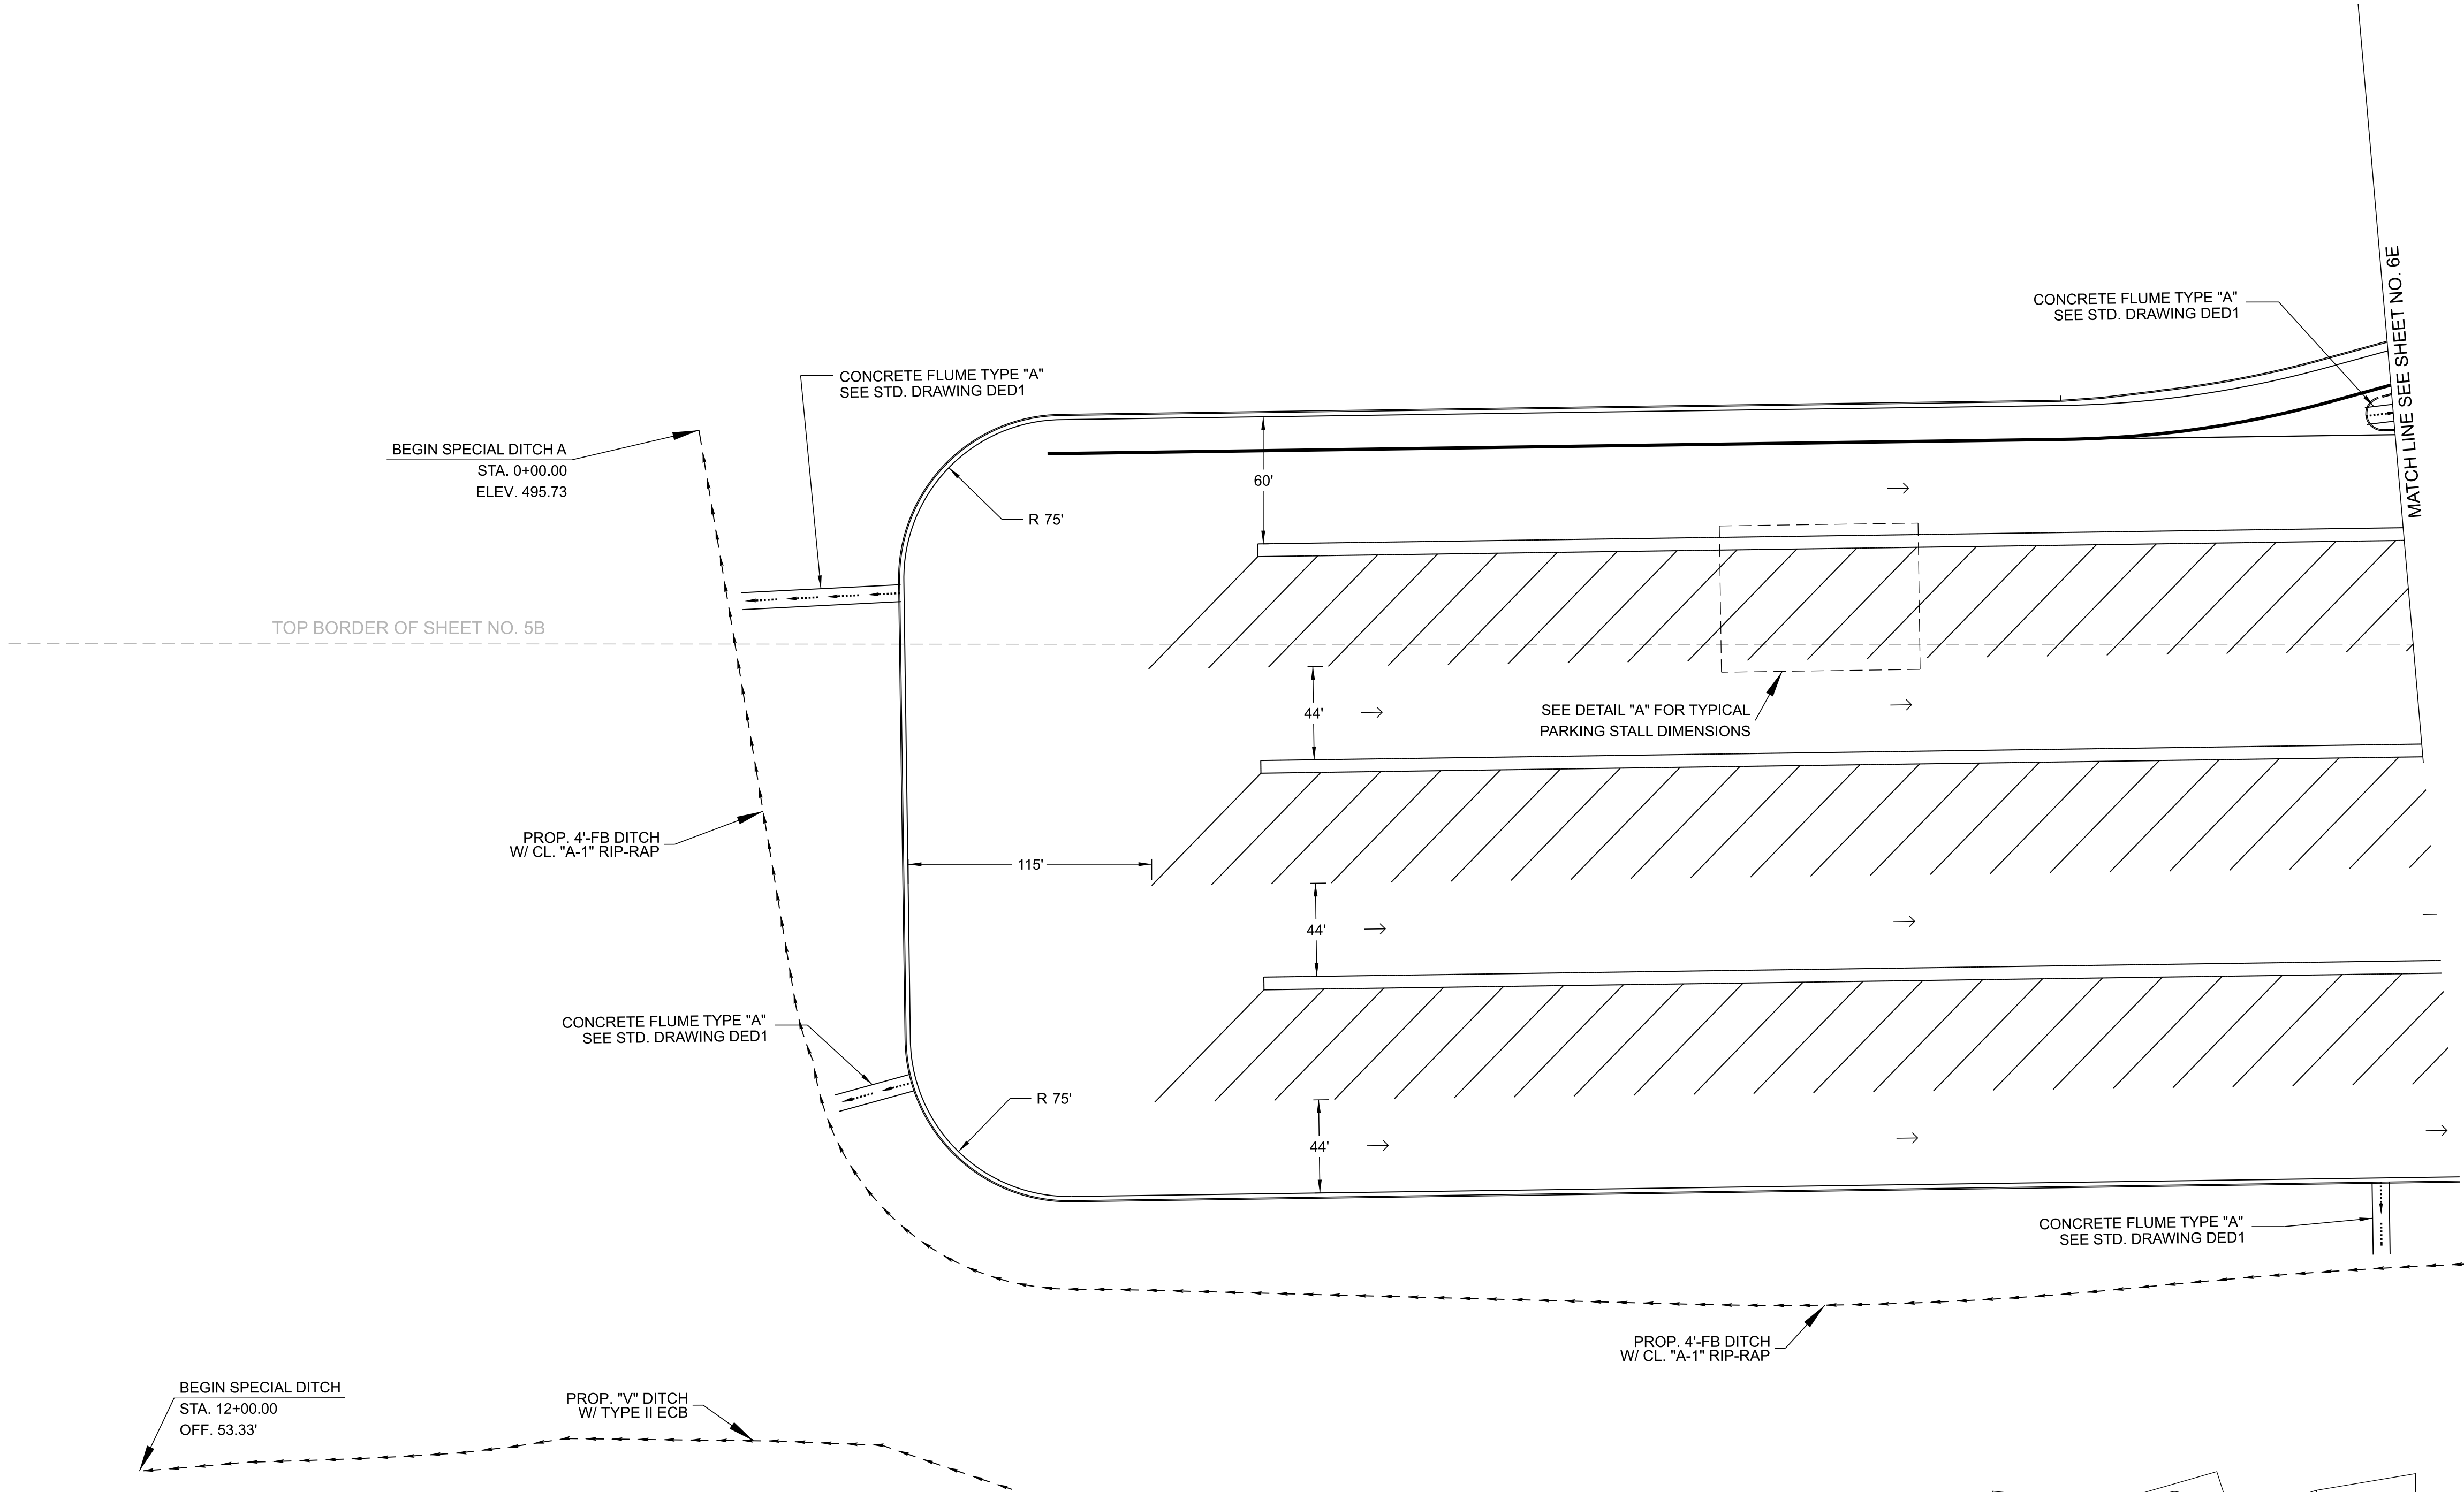 MATCH LINE SEE SHEET NO. 6E
CONCRETE FLUME TYPE "A"
SEE STD. DRAWING DED1
CONCRETE FLUME TYPE "A"
SEE STD. DRAWING DED1
BEGIN SPECIAL DITCH A
STA. 0+00.00
ELEV. 495.73
60'
R 75'
TOP BORDER OF SHEET NO. 5B
44'
SEE DETAIL "A" FOR TYPICAL
PARKING STALL DIMENSIONS
PROP. 4'-FB DITCH
W/ CL. "A-1" RIP-RAP
115'
44'
CONCRETE FLUME TYPE "A"
SEE STD. DRAWING DED1
R 75'
44'
CONCRETE FLUME TYPE "A"
SEE STD. DRAWING DED1
PROP. 4'-FB DITCH
W/ CL. "A-1" RIP-RAP
BEGIN SPECIAL DITCH
STA. 12+00.00
OFF. 53.33'
PROP. "V" DITCH
W/ TYPE II ECB